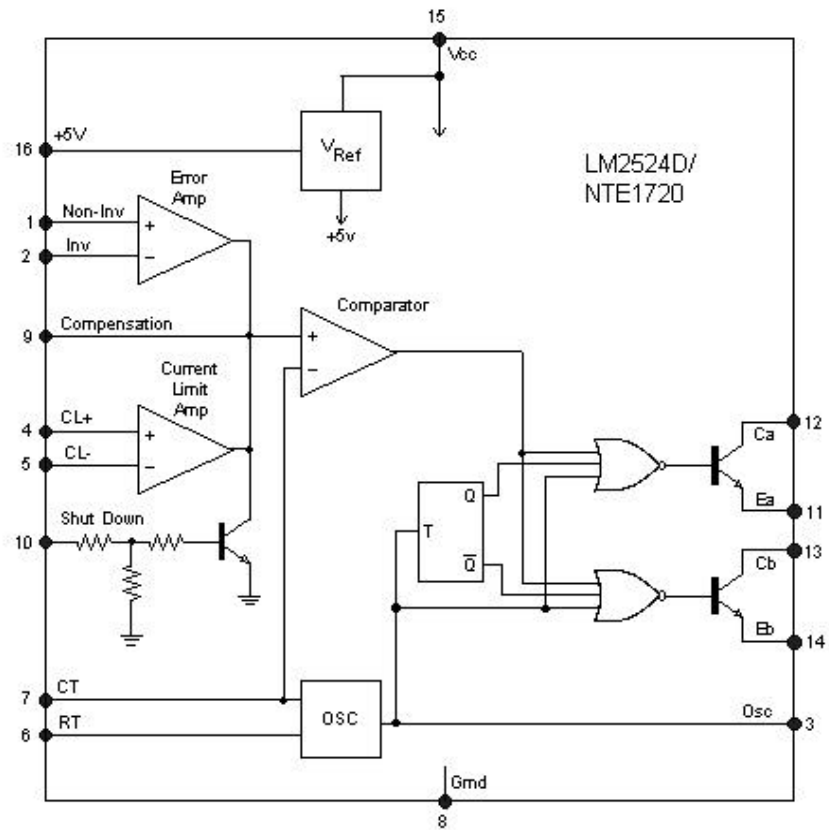 15
Vcc
16
+5V
V Ref
+5v
LM2524D/
NTE1720
Error
Amp
1
Non-Inv
+
2
Inv
−
9
Compensation
Comparator
+
−
Current
Limit
Amp
4
CL+
+
5
CL-
−
12
Ca
Ea
11
10
Shut Down
T
Q
Q̅
13
Cb
Eb
14
7
CT
6
RT
OSC
Osc
3
Gmd
8